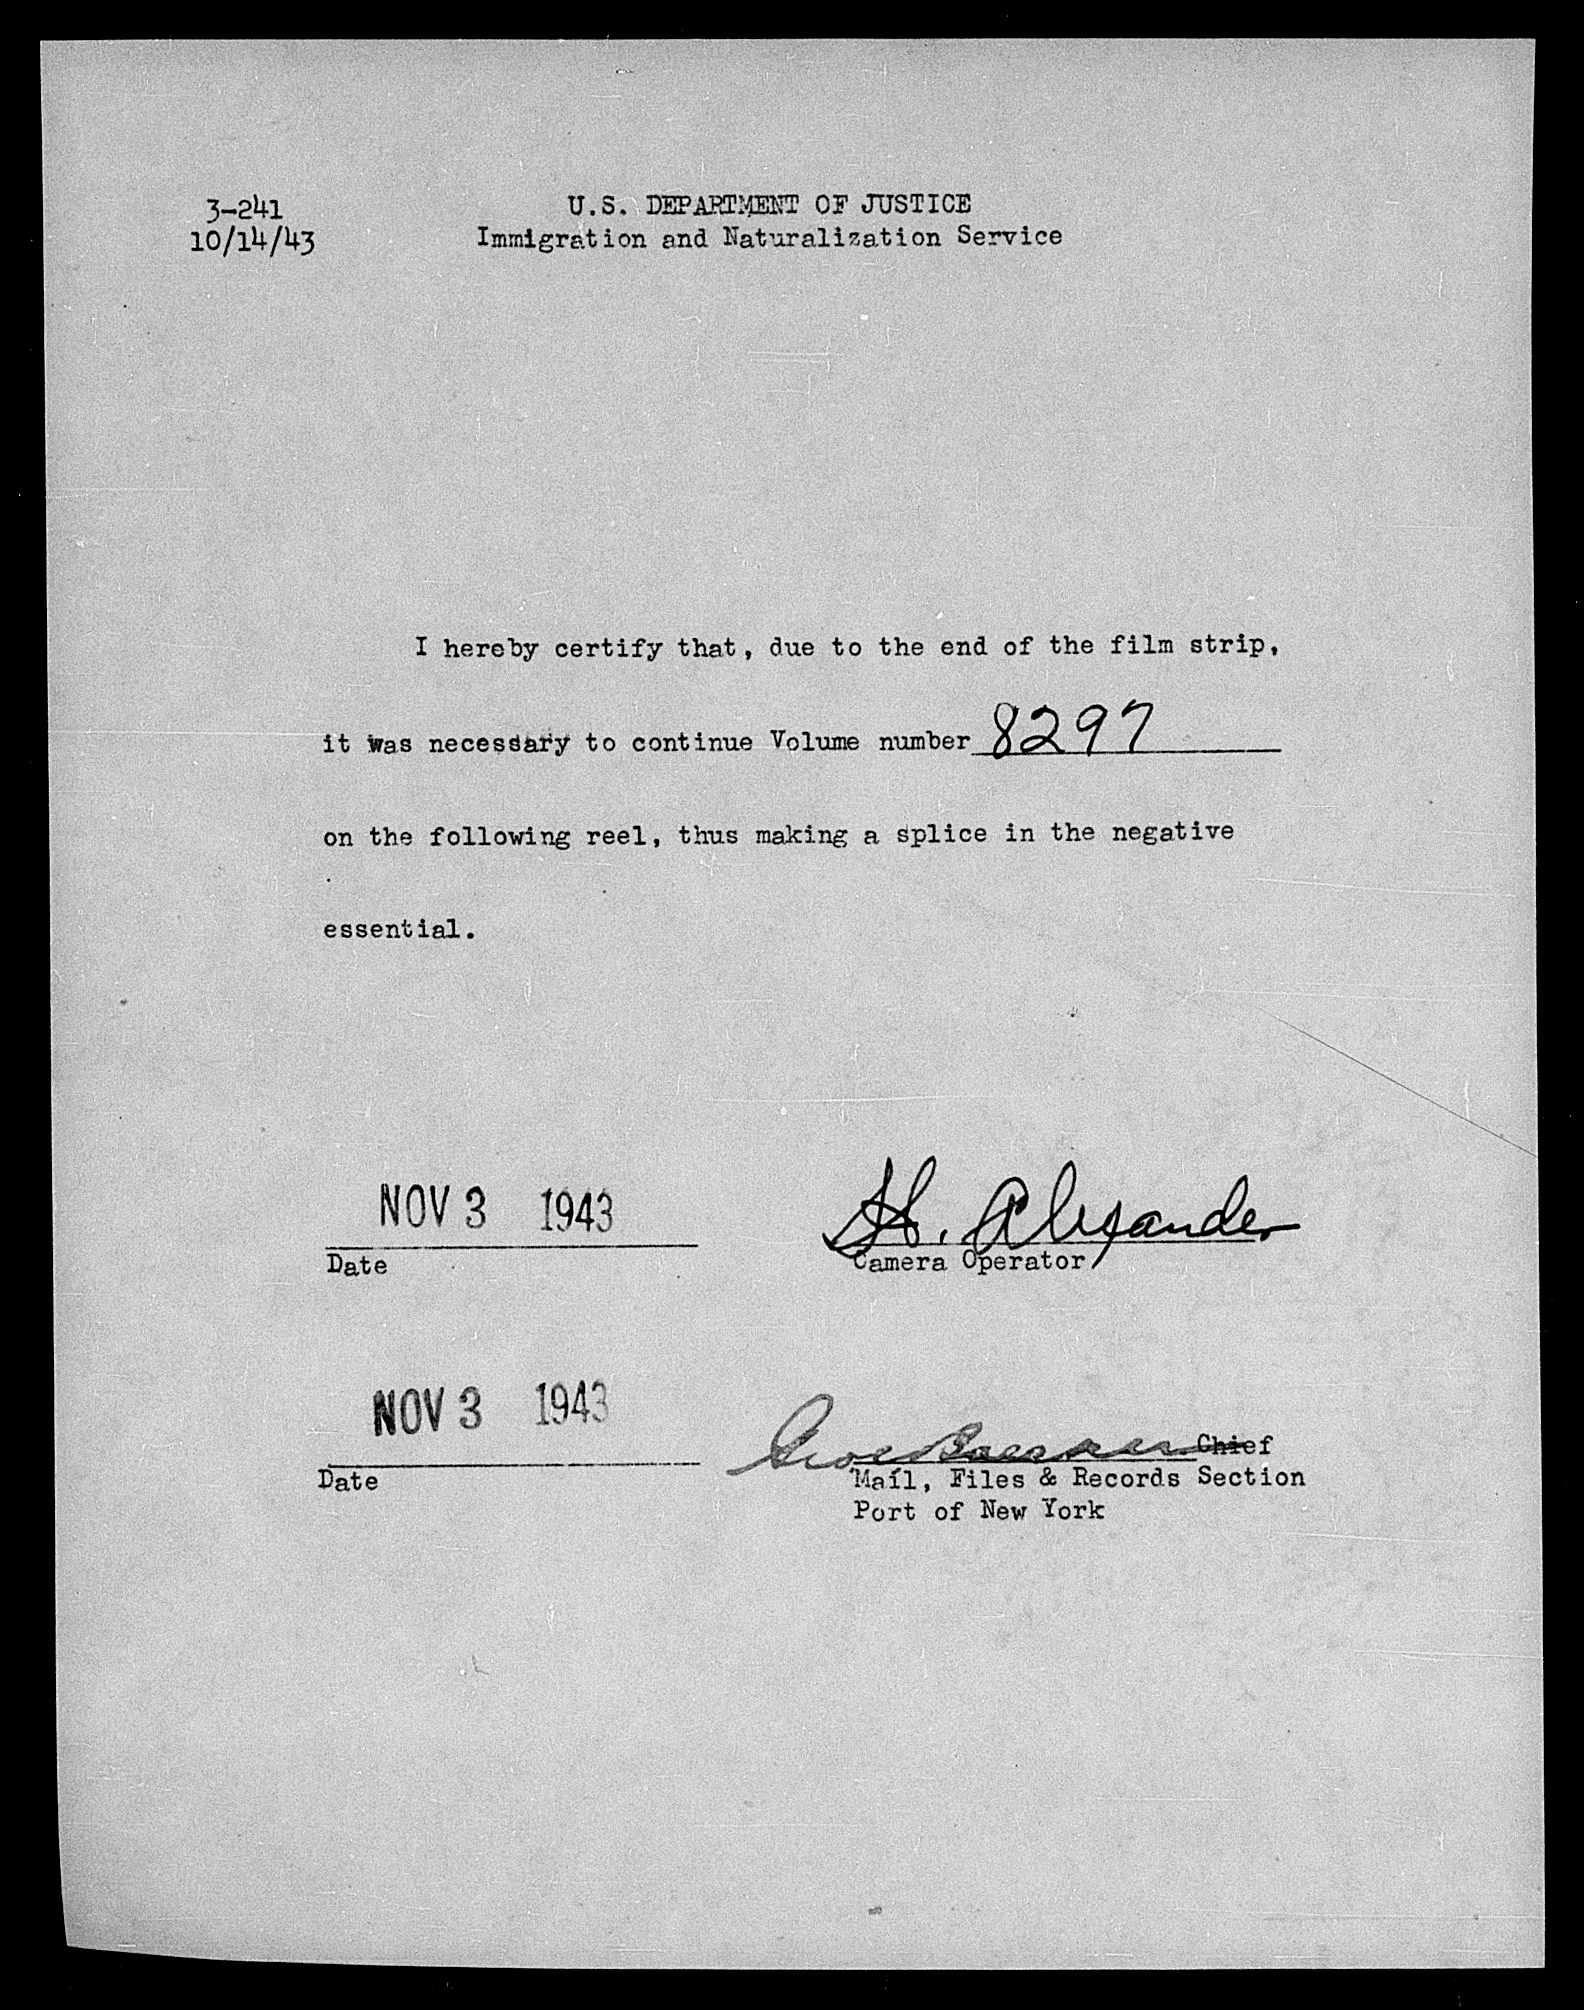 3-241
10/14/43
U.S. DEPARTMENT OF JUSTICE
Immigration and Naturalization Service
I hereby certify that, due to the end of the film strip,
it was necessary to continue Volume number 8297
on the following reel, thus making a splice in the negative
essential.
NOV 3 1943
Date
H. Alexander
Camera Operator
NOV 3 1943
Date
Chief
Mail, Files & Records Section
Port of New York